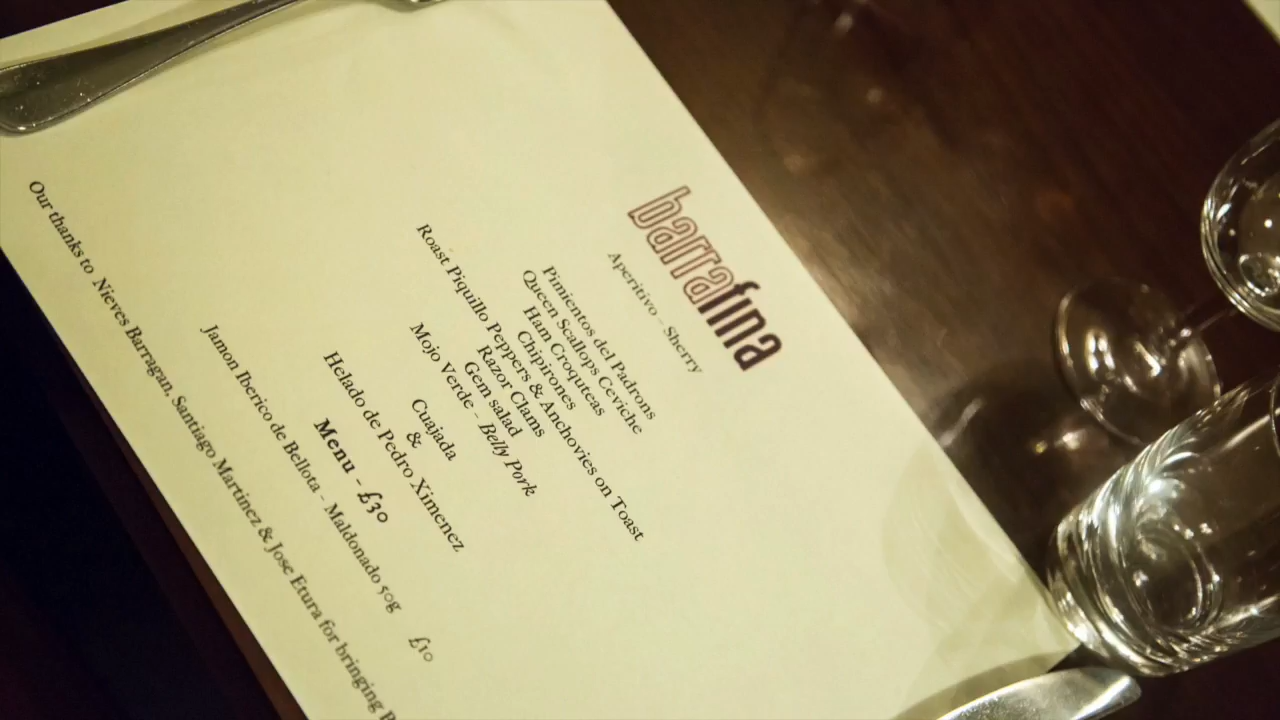 barrafina
Aperitivo – Sherry
Pimientos del Padrons
Queen Scallops Ceviche
Ham Croquteas
Chipirones
Roast Piquillo Peppers & Anchovies on Toast
Razor Clams
Gem salad
Mojo Verde - Belly Pork
Cuajada
&
Helado de Pedro Ximenez
Menu - £30
Jamon Iberico de Bellota - Maldonado 50g £10
Our thanks to Nieves Barragan, Santiago Martinez & Jose Etura for bringing